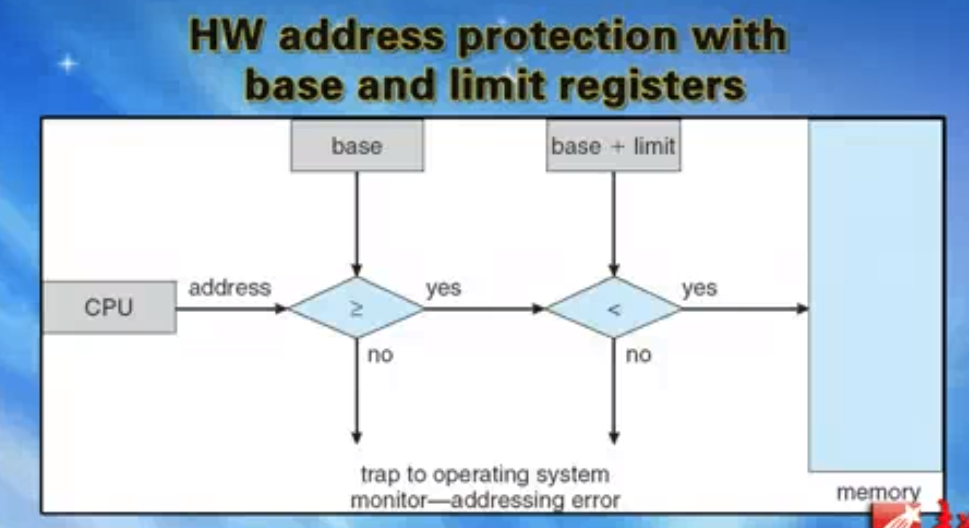 HW address protection with
base and limit registers
base
base + limit
CPU
address
≥
yes
<
yes
no
no
trap to operating system
monitor—addressing error
memory